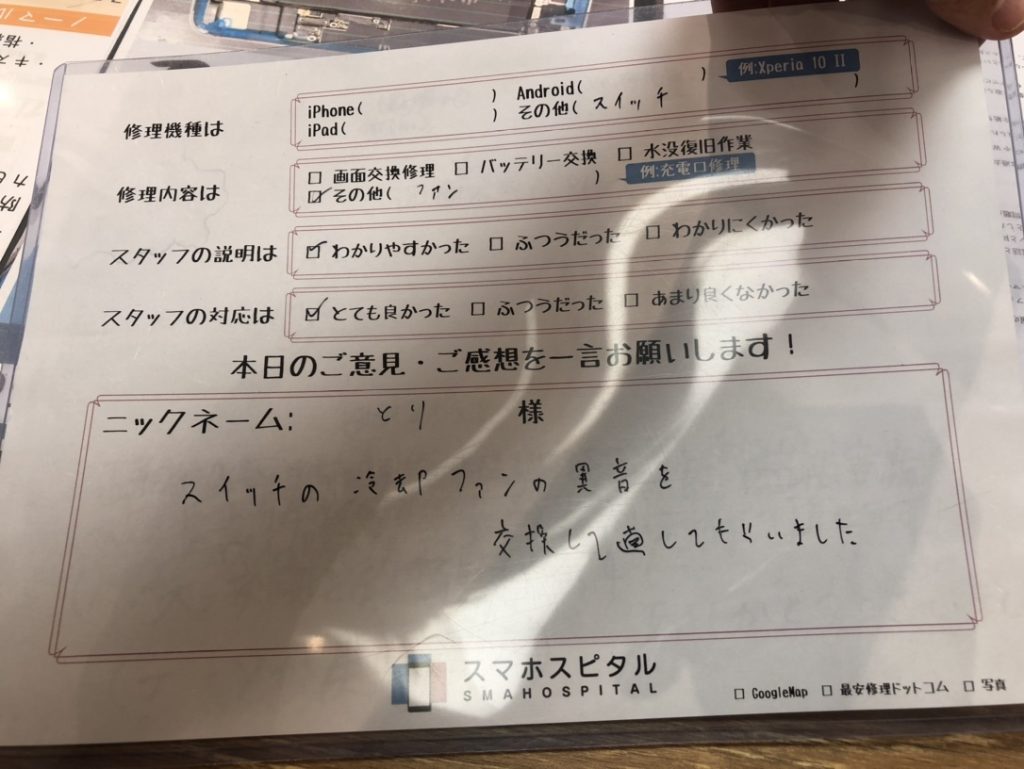 修理機種は
iPhone(　　　) Android(　　　) 例:Xperia 10 II
iPad(　　　) その他( スイッチ )
修理内容は
□ 画面交換修理 □ バッテリー交換 □ 水没復旧作業
☑ その他( ファン ) 例:充電口修理
スタッフの説明は
☑ わかりやすかった □ ふつうだった □ わかりにくかった
スタッフの対応は
☑ とても良かった □ ふつうだった □ あまり良くなかった
本日のご意見・ご感想を一言お願いします!
ニックネーム: とり 様
スイッチの 冷却ファンの異音を
交換して直してもらいました
スマホスピタル
SMAHOSPITAL
□ GoogleMap □ 最安修理ドットコム □ 写真